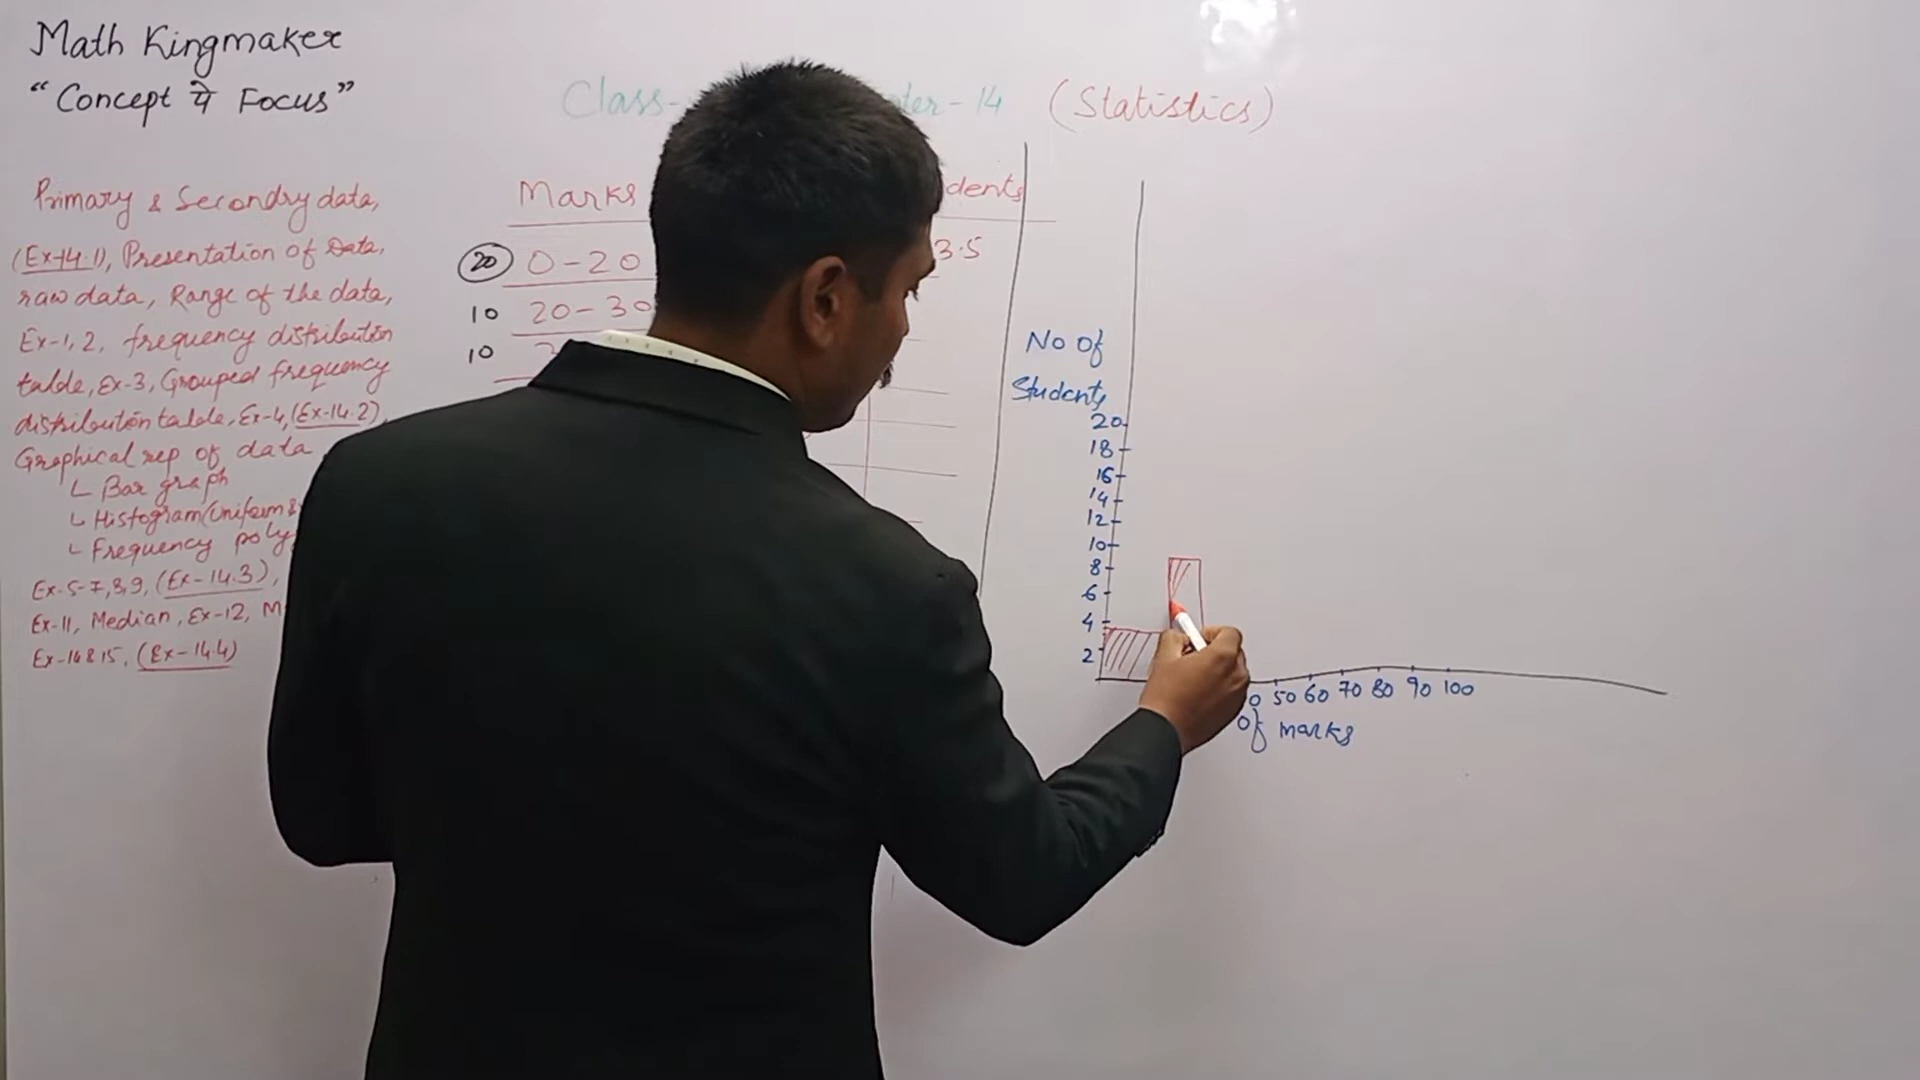 Math Kingmaker
"Concept पे Focus"
Class- -14 (Statistics)
Primary & Secondry data,
(Ex-14.1), Presentation of Data,
raw data, Range of the data,
Ex-1, 2, frequency distribution
table, Ex-3, Grouped frequency
distribution table, Ex-4, (Ex-14.2),
Graphical rep of data
Bar graph
Histogram (Uniform &
Frequency poly
Ex-5-7,8,9, (Ex-14.3),
Ex-11, Median, Ex-12, M
Ex-14&15, (Ex-14.4)
Marks
20 0-20 3.5
10 20-30
10
No of
Students
20
18
16
14
12
10
8
6
4
2
50 60 70 80 90 100
of marks